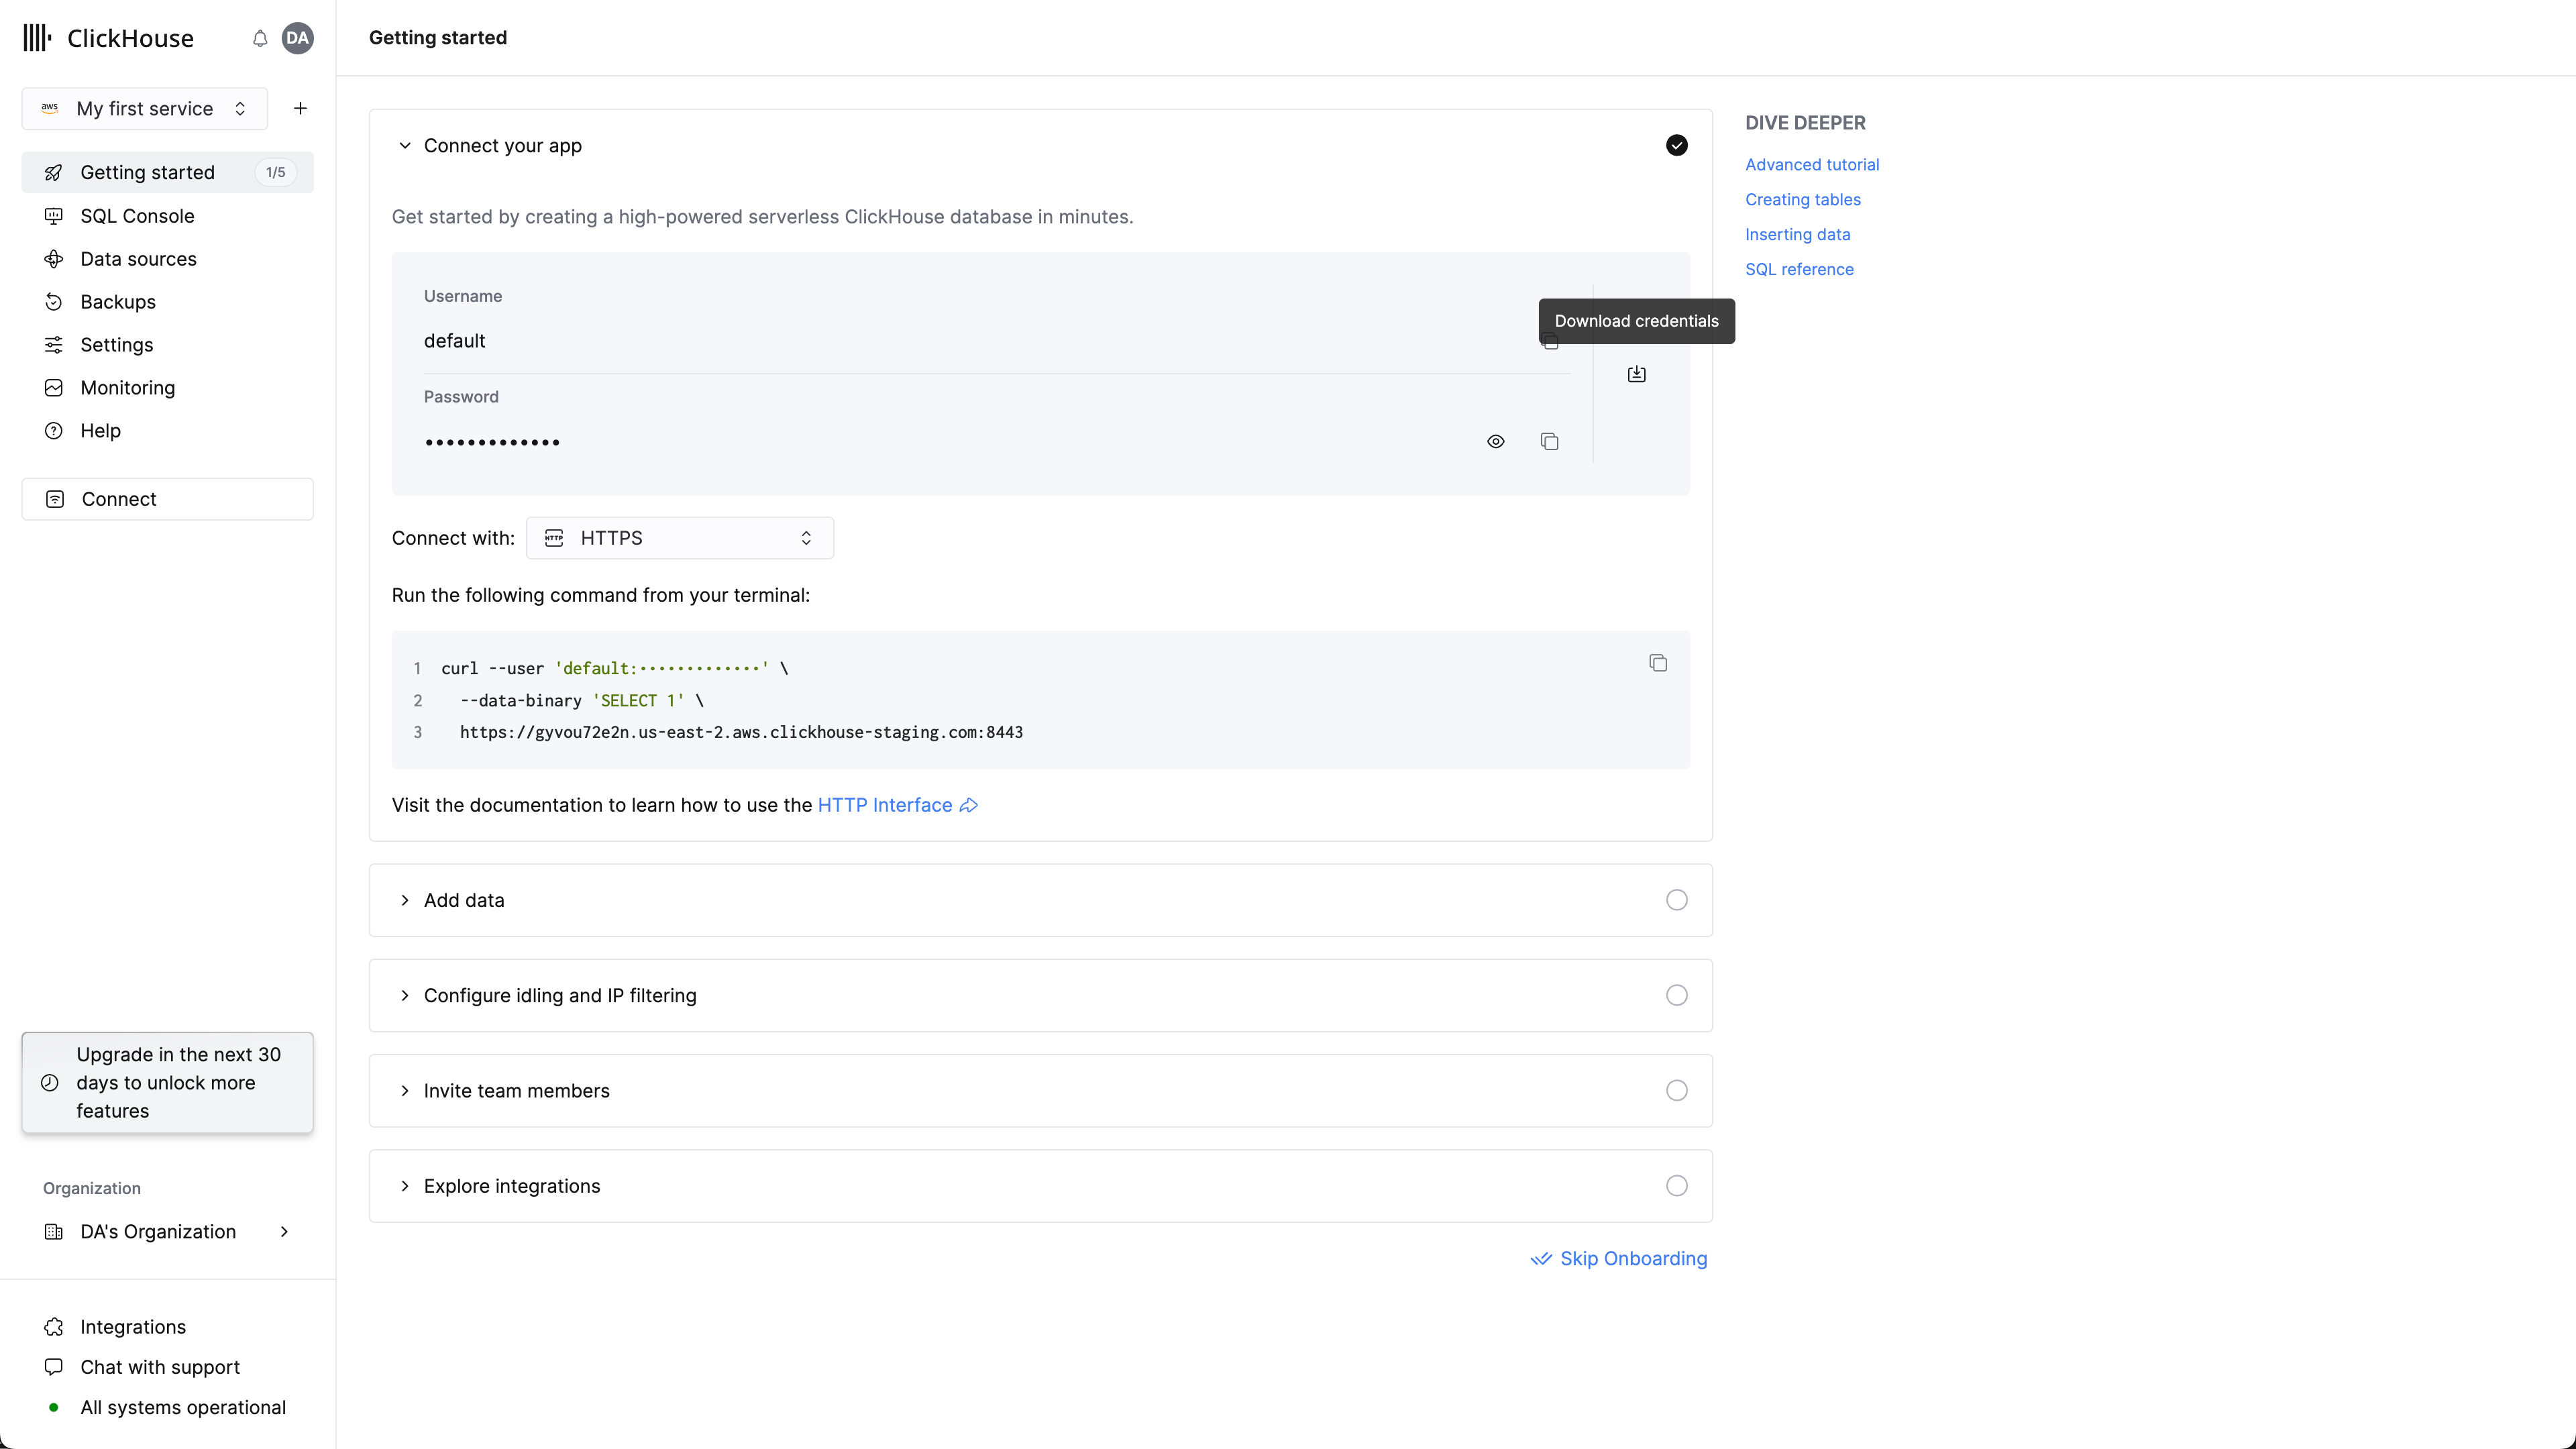 ClickHouse
DA
Getting started
aws
My first service
Getting started
1/5
SQL Console
Data sources
Backups
Settings
Monitoring
Help
Connect
Upgrade in the next 30
days to unlock more
features
Organization
DA's Organization
Integrations
Chat with support
All systems operational
Connect your app
Get started by creating a high-powered serverless ClickHouse database in minutes.
Username
default
Download credentials
Password
•••••••••••••
Connect with:
HTTP
HTTPS
Run the following command from your terminal:
1 curl --user 'default:•••••••••••••' \
2 --data-binary 'SELECT 1' \
3 https://gyvou72e2n.us-east-2.aws.clickhouse-staging.com:8443
Visit the documentation to learn how to use the HTTP Interface
Add data
Configure idling and IP filtering
Invite team members
Explore integrations
Skip Onboarding
DIVE DEEPER
Advanced tutorial
Creating tables
Inserting data
SQL reference